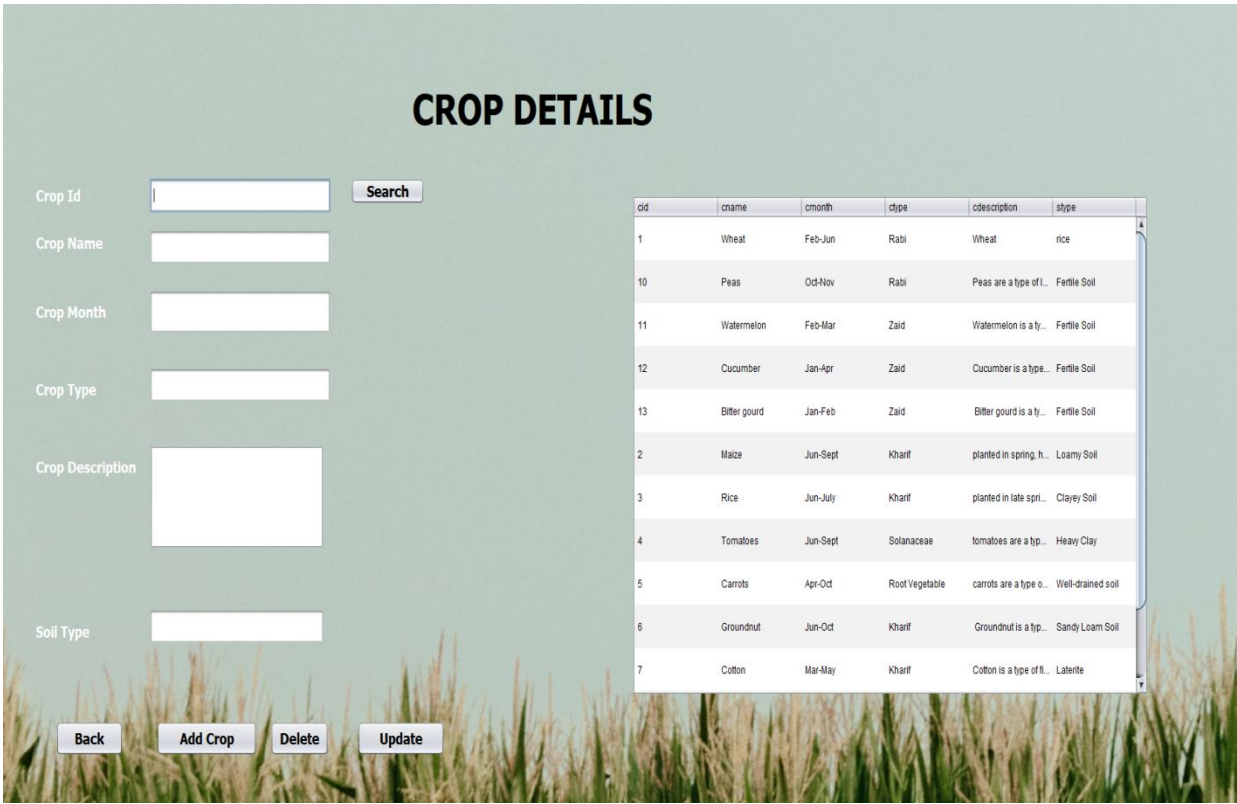 CROP DETAILS
Crop Id
Search
Crop Name
Crop Month
Crop Type
Crop Description
Soil Type
Back Add Crop Delete Update
cid cname cmonth ctype cdescription stype
1 Wheat Feb-Jun Rabi Wheat rice
10 Peas Oct-Nov Rabi Peas are a type of l... Fertile Soil
11 Watermelon Feb-Mar Zaid Watermelon is a ty... Fertile Soil
12 Cucumber Jan-Apr Zaid Cucumber is a type... Fertile Soil
13 Bitter gourd Jan-Feb Zaid Bitter gourd is a ty... Fertile Soil
2 Maize Jun-Sept Kharif planted in spring, h... Loamy Soil
3 Rice Jun-July Kharif planted in late spri... Clayey Soil
4 Tomatoes Jun-Sept Solanaceae tomatoes are a typ... Heavy Clay
5 Carrots Apr-Oct Root Vegetable carrots are a type o... Well-drained soil
6 Groundnut Jun-Oct Kharif Groundnut is a typ... Sandy Loam Soil
7 Cotton Mar-May Kharif Cotton is a type of fi... Laterite